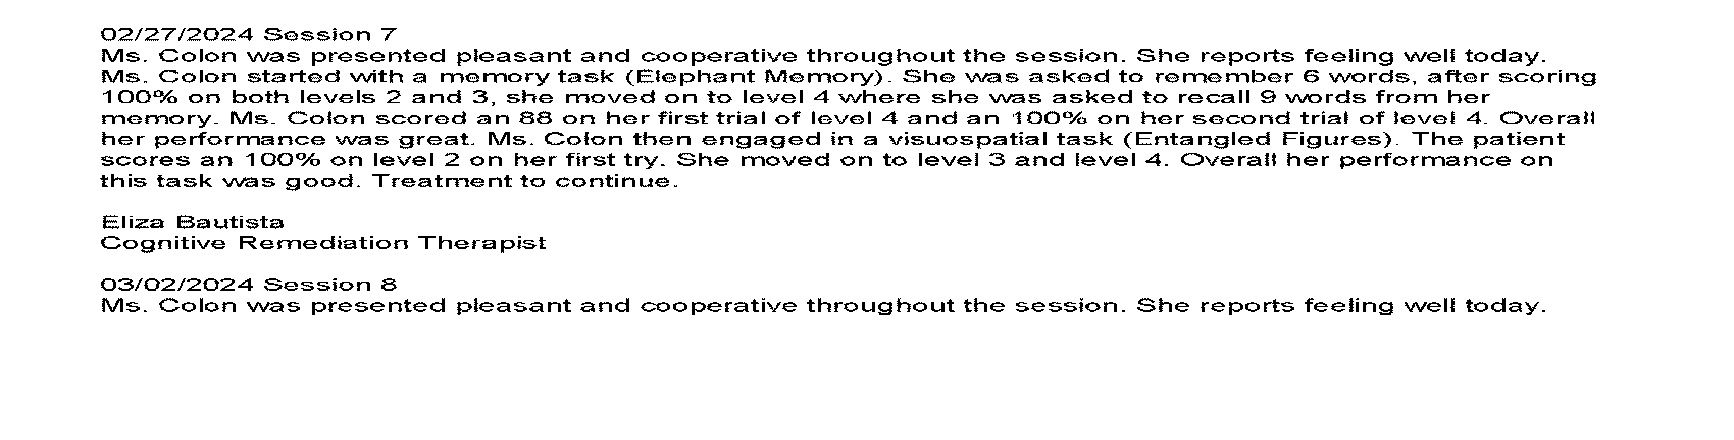 02/27/2024 Session 7
Ms. Colon was presented pleasant and cooperative throughout the session. She reports feeling well today.
Ms. Colon started with a memory task (Elephant Memory). She was asked to remember 6 words, after scoring
100% on both levels 2 and 3, she moved on to level 4 where she was asked to recall 9 words from her
memory. Ms. Colon scored an 88 on her first trial of level 4 and an 100% on her second trial of level 4. Overall
her performance was great. Ms. Colon then engaged in a visuospatial task (Entangled Figures). The patient
scores an 100% on level 2 on her first try. She moved on to level 3 and level 4. Overall her performance on
this task was good. Treatment to continue.
Eliza Bautista
Cognitive Remediation Therapist
03/02/2024 Session 8
Ms. Colon was presented pleasant and cooperative throughout the session. She reports feeling well today.